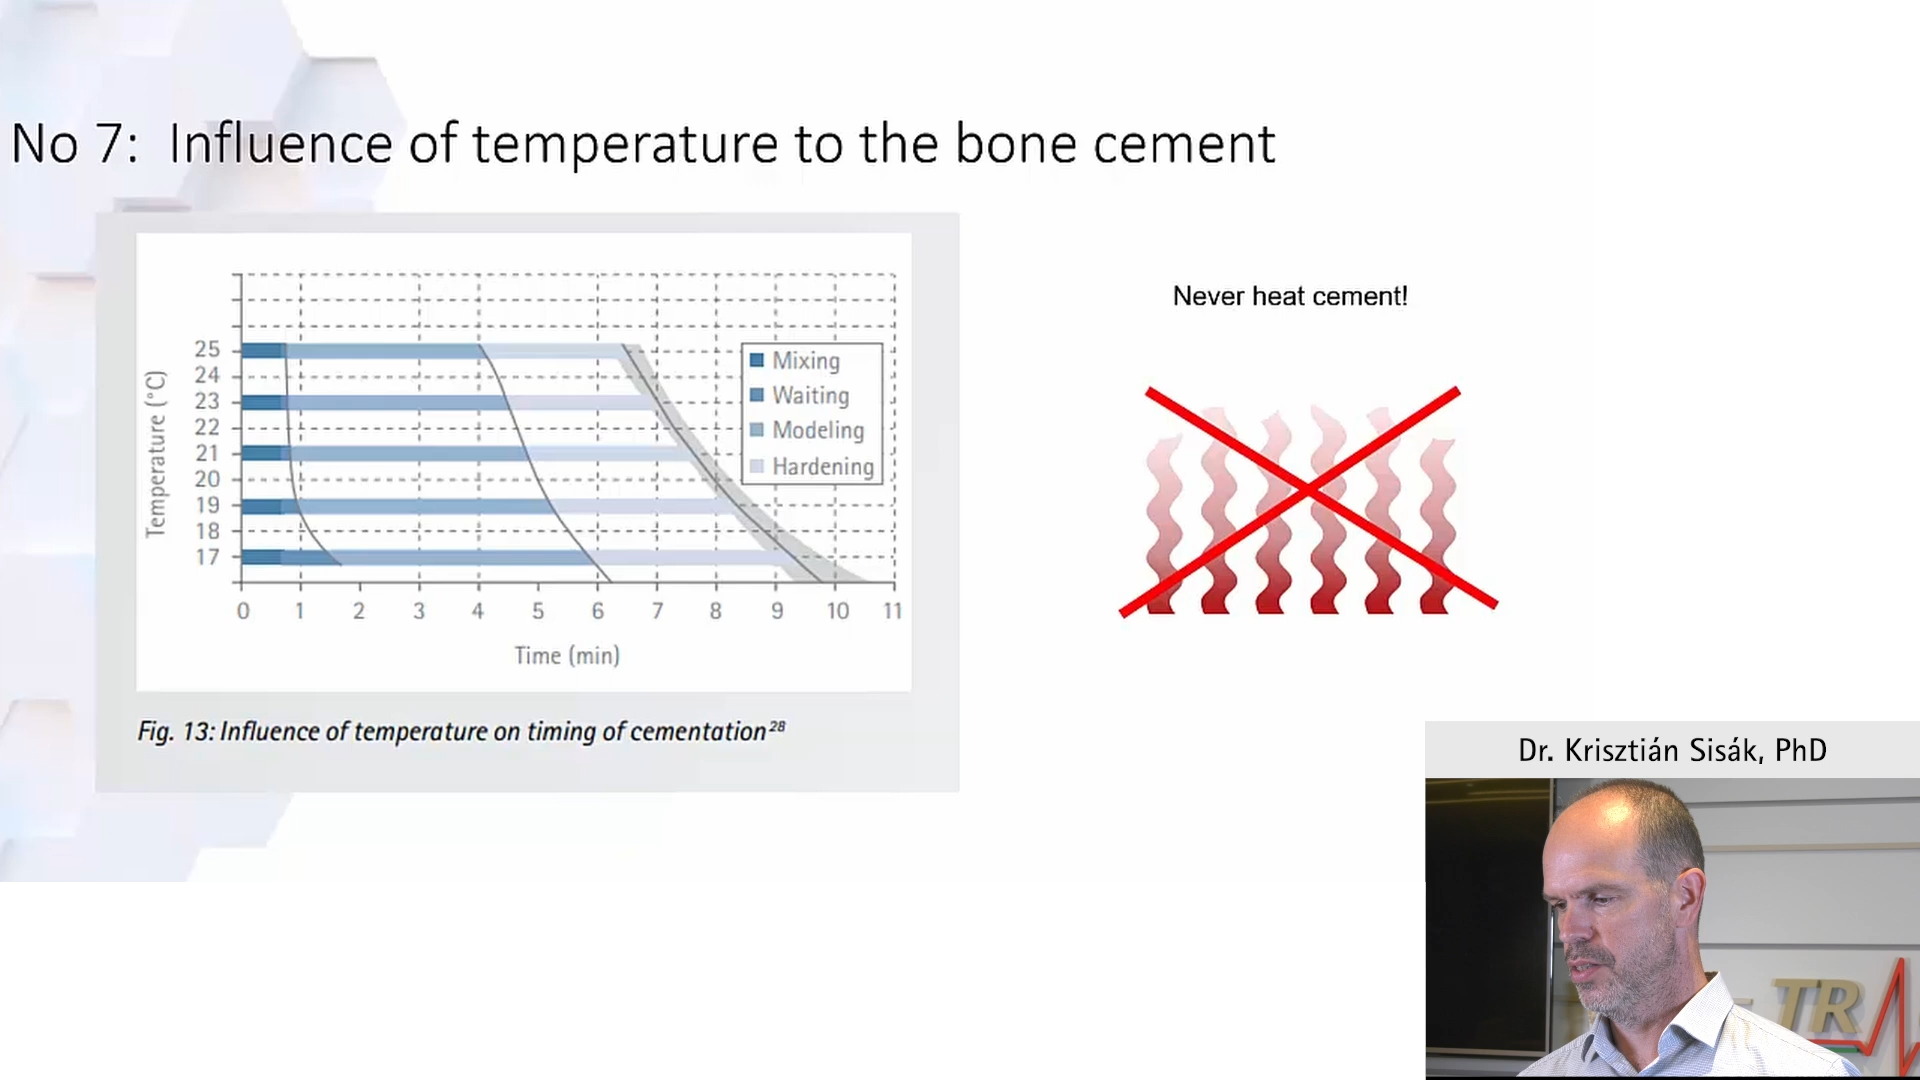 No 7: Influence of temperature to the bone cement
Never heat cement!
Temperature (°C)
25
24
23
22
21
20
19
18
17
Mixing
Waiting
Modeling
Hardening
0 1 2 3 4 5 6 7 8 9 10 11
Time (min)
Fig. 13: Influence of temperature on timing of cementation²⁸
Dr. Krisztián Sisák, PhD
TR